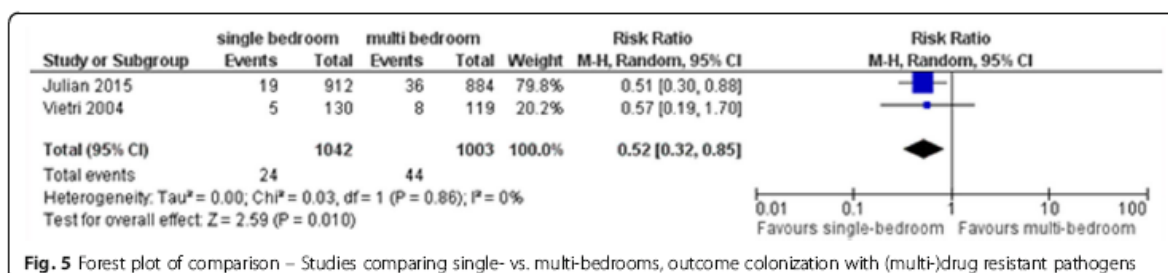 single bedroom multi bedroom Risk Ratio Risk Ratio
Study or Subgroup Events Total Events Total Weight M-H, Random, 95% CI M-H, Random, 95% CI
Julian 2015 19 912 36 884 79.8% 0.51 [0.30, 0.88]
Vietri 2004 5 130 8 119 20.2% 0.57 [0.19, 1.70]
Total (95% CI) 1042 1003 100.0% 0.52 [0.32, 0.85]
Total events 24 44
Heterogeneity: Tau² = 0.00; Chi² = 0.03, df = 1 (P = 0.86); I² = 0%
Test for overall effect: Z = 2.59 (P = 0.010)
0.01 0.1 1 10 100
Favours single-bedroom Favours multi-bedroom
Fig. 5 Forest plot of comparison – Studies comparing single- vs. multi-bedrooms, outcome colonization with (multi-)drug resistant pathogens